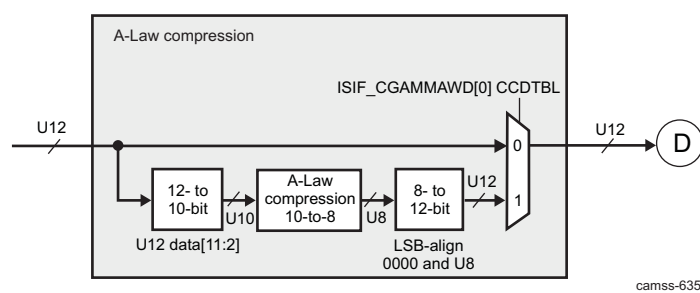 A-Law compression
ISIF_CGAMMAWD[0] CCDTBL
U12
0
U12
D
12- to
10-bit
U10
A-Law
compression
10-to-8
U8
8- to
12-bit
U12
1
U12 data[11:2]
LSB-align
0000 and U8
camss-635